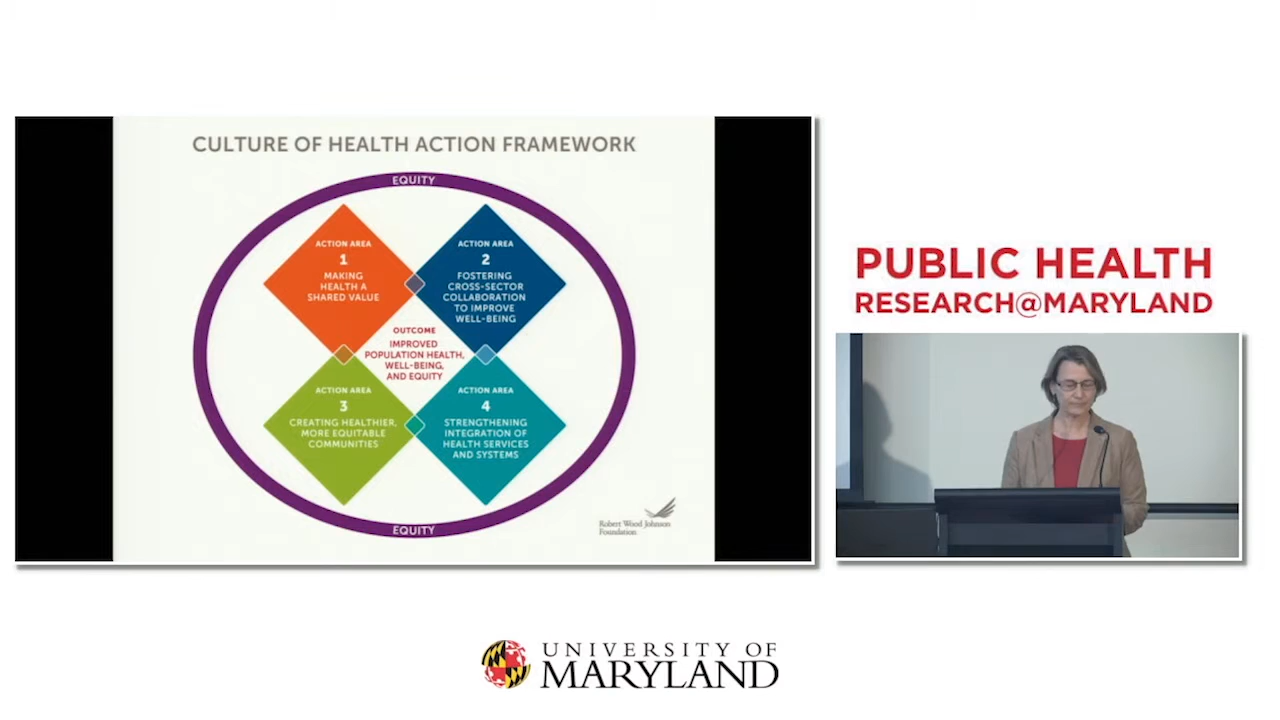 CULTURE OF HEALTH ACTION FRAMEWORK
EQUITY
ACTION AREA
1
MAKING
HEALTH A
SHARED VALUE
ACTION AREA
2
FOSTERING
CROSS-SECTOR
COLLABORATION
TO IMPROVE
WELL-BEING
OUTCOME
IMPROVED
POPULATION HEALTH,
WELL-BEING,
AND EQUITY
ACTION AREA
3
CREATING HEALTHIER,
MORE EQUITABLE
COMMUNITIES
ACTION AREA
4
STRENGTHENING
INTEGRATION OF
HEALTH SERVICES
AND SYSTEMS
EQUITY
Robert Wood Johnson
Foundation
PUBLIC HEALTH
RESEARCH@MARYLAND
UNIVERSITY OF
MARYLAND